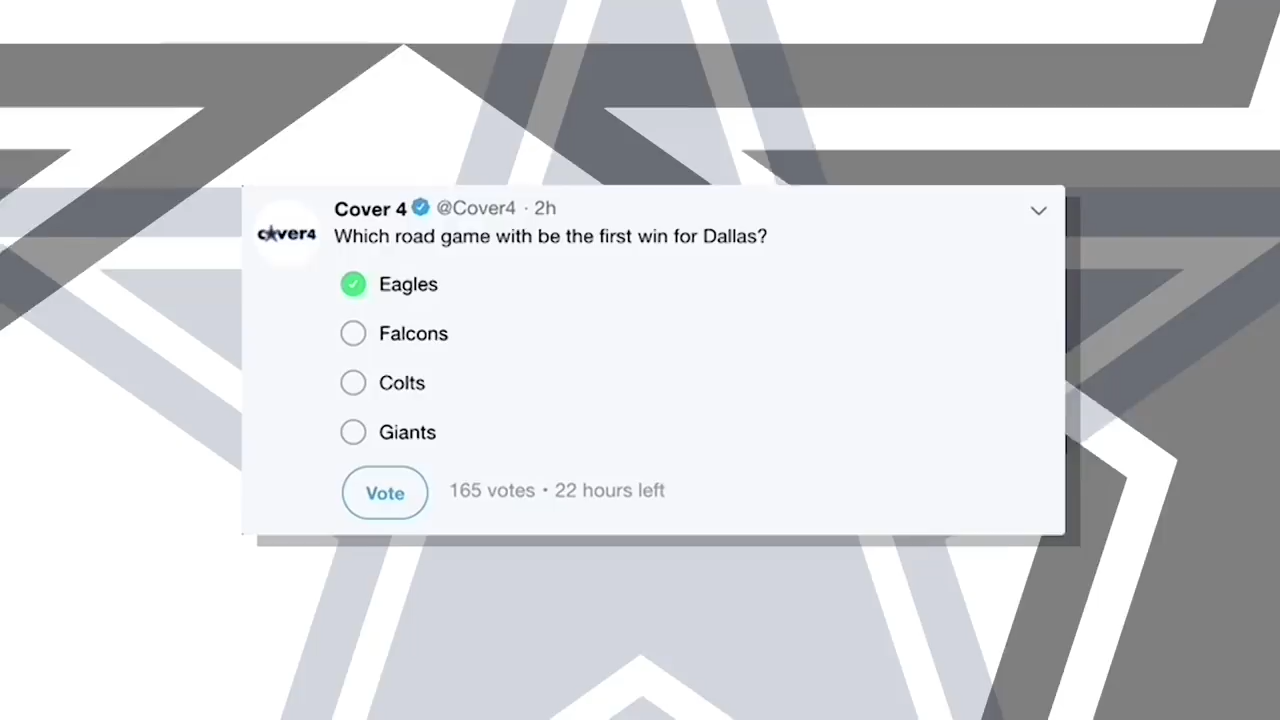 Cover 4 @Cover4 · 2h
c★ver4
Which road game with be the first win for Dallas?
Eagles
Falcons
Colts
Giants
Vote
165 votes · 22 hours left